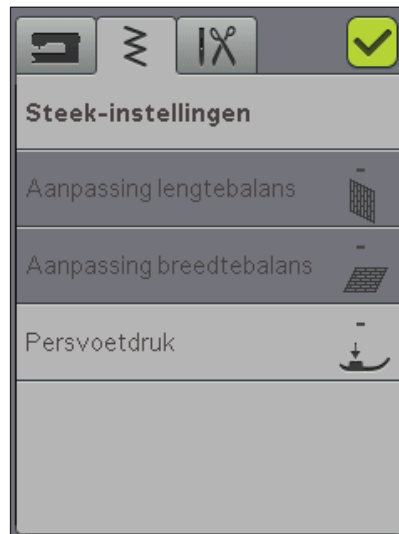 Steek-instellingen
Aanpassing lengtebalans
Aanpassing breedtebalans
Persvoetdruk